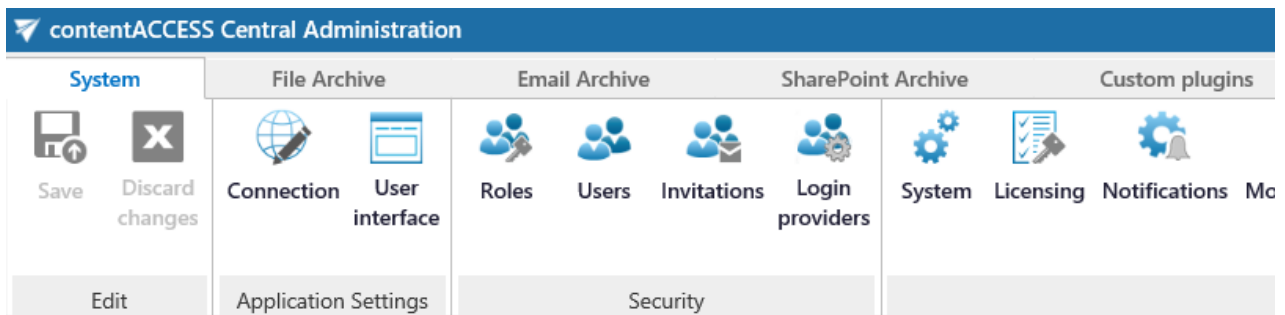 contentACCESS Central Administration
System File Archive Email Archive SharePoint Archive Custom plugins
Save Discard changes Connection User interface Roles Users Invitations Login providers System Licensing Notifications
Edit Application Settings Security